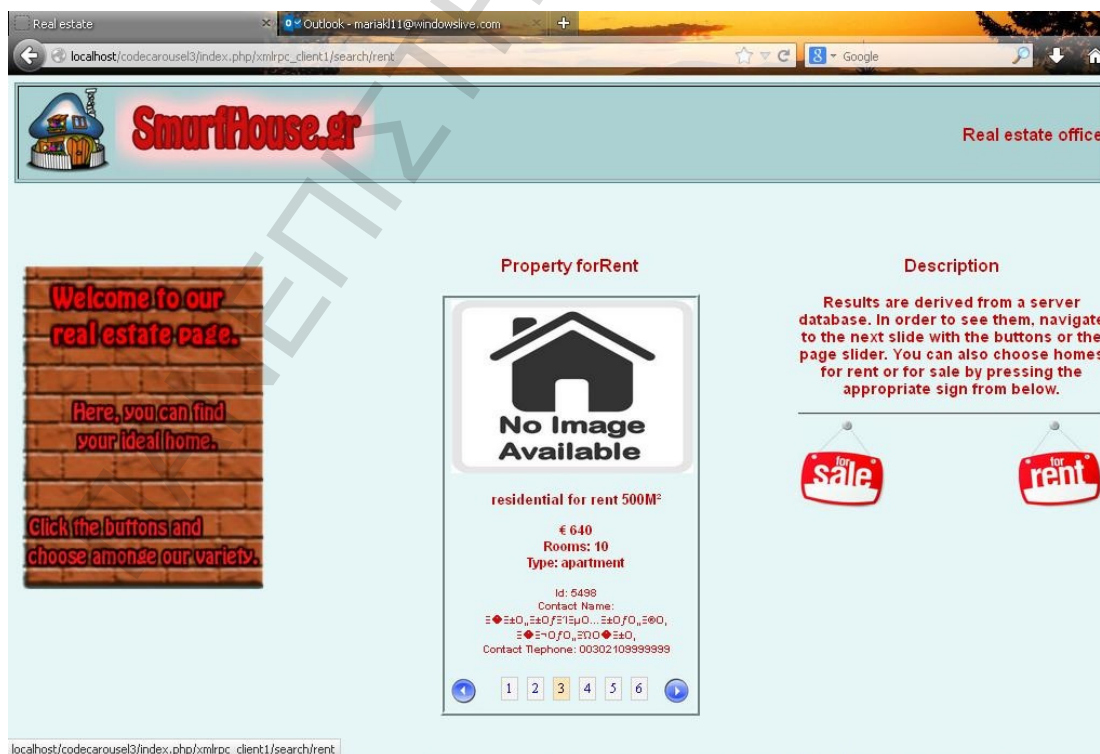 Real estate
Outlook - mariakl11@windowslive.com
localhost/codecarousel3/index.php/xmlrpc_client1/search/rent
Google
SmurfHouse.gr
Real estate office
Welcome to our
real estate page.
Here, you can find
your ideal home.
Click the buttons and
choose amonge our variety.
Property forRent
No Image
Available
residential for rent 500M²
€ 640
Rooms: 10
Type: apartment
Id: 5498
Contact Name:
Contact Tlephone: 00302109999999
1 2 3 4 5 6
Description
Results are derived from a server
database. In order to see them, navigate
to the next slide with the buttons or the
page slider. You can also choose homes
for rent or for sale by pressing the
appropriate sign from below.
for
sale
for
rent
localhost/codecarousel3/index.php/xmlrpc_client1/search/rent